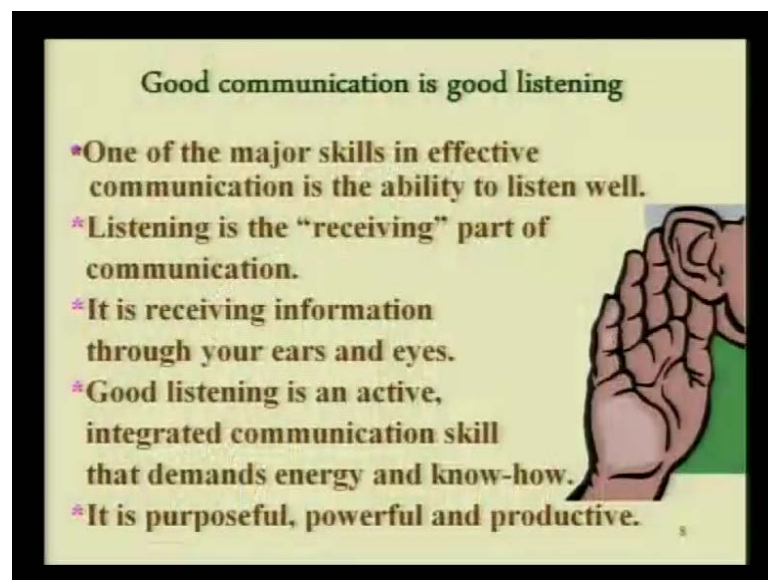 Good communication is good listening
*One of the major skills in effective
communication is the ability to listen well.
*Listening is the “receiving” part of
communication.
*It is receiving information
through your ears and eyes.
*Good listening is an active,
integrated communication skill
that demands energy and know-how.
*It is purposeful, powerful and productive.
8